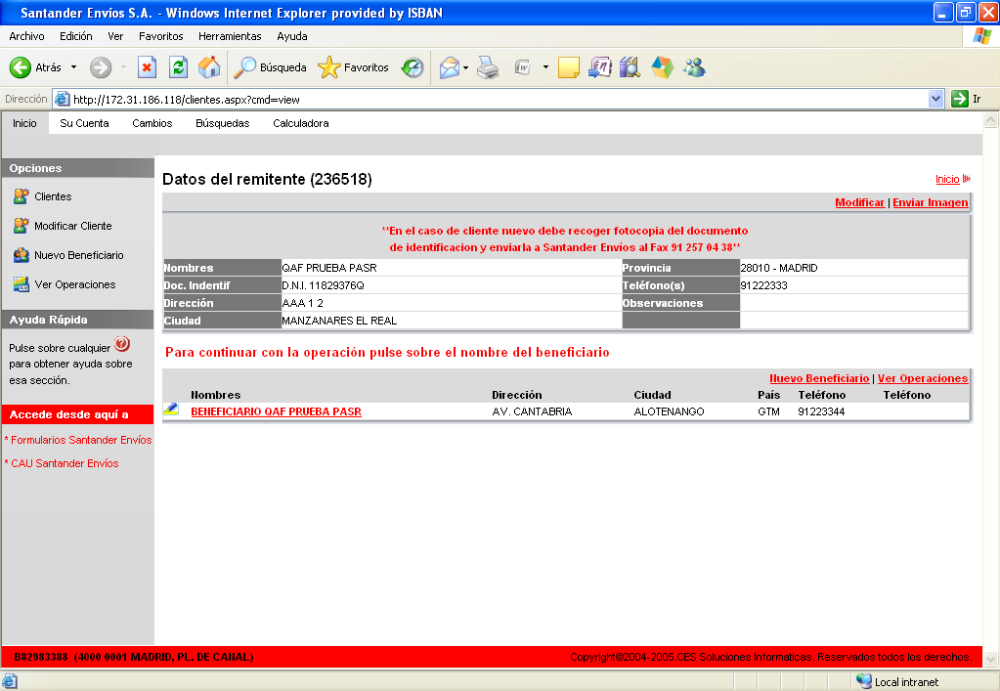 Santander Envíos S.A. - Windows Internet Explorer provided by ISBAN
Archivo Edición Ver Favoritos Herramientas Ayuda
Atrás Búsqueda Favoritos
Dirección http://172.31.186.118/clientes.aspx?cmd=view Ir
Inicio Su Cuenta Cambios Búsquedas Calculadora
Opciones
Clientes
Modificar Cliente
Nuevo Beneficiario
Ver Operaciones
Ayuda Rápida
Pulse sobre cualquier
para obtener ayuda sobre
esa sección.
Accede desde aquí a
* Formularios Santander Envíos
* CAU Santander Envíos
Datos del remitente (236518)
Inicio
Modificar | Enviar Imagen
**En el caso de cliente nuevo debe recoger fotocopia del documento
de identificacion y enviarla a Santander Envíos al Fax 91 257 04 38**
Nombres QAF PRUEBA PASR Provincia 28010 - MADRID
Doc. Indentif D.N.I. 11829376Q Teléfono(s) 91222333
Dirección AAA 1 2 Observaciones
Ciudad MANZANARES EL REAL
Para continuar con la operación pulse sobre el nombre del beneficiario
Nuevo Beneficiario | Ver Operaciones
Nombres Dirección Ciudad País Teléfono Teléfono
BENEFICIARIO QAF PRUEBA PASR AV. CANTABRIA ALOTENANGO GTM 91223344
B82983388 (4000 0001 MADRID, PL. DE CANAL) Copyright©2004-2005 CES Soluciones Informaticas. Reservados todos los derechos.
Local intranet